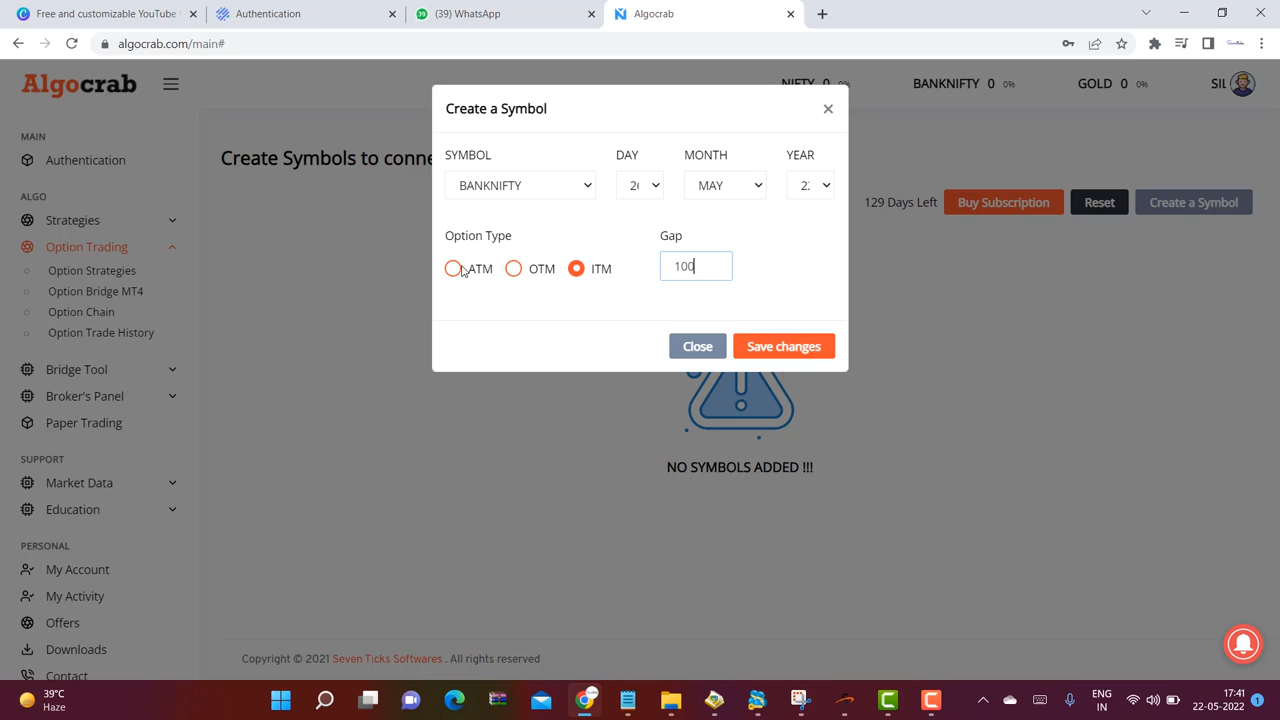 Free and customizable YouTube
Authentication
(39) WhatsApp
Algocrab
algocrab.com/main#
Algocrab
NIFTY 0 0%
BANKNIFTY 0 0%
GOLD 0 0%
SIL
MAIN
Authentication
ALGO
Strategies
Option Trading
Option Strategies
Option Bridge MT4
Option Chain
Option Trade History
Bridge Tool
Broker's Panel
Paper Trading
SUPPORT
Market Data
Education
PERSONAL
My Account
My Activity
Offers
Downloads
Contact
Create Symbols to conne
129 Days Left
Buy Subscription
Reset
Create a Symbol
Create a Symbol
×
SYMBOL
DAY
MONTH
YEAR
BANKNIFTY
26
MAY
22
Option Type
Gap
ATM
OTM
ITM
100
Close
Save changes
NO SYMBOLS ADDED !!!
Copyright © 2021 Seven Ticks Softwares . All rights reserved
39°C
Haze
ENG
IN
17:41
22-05-2022
1